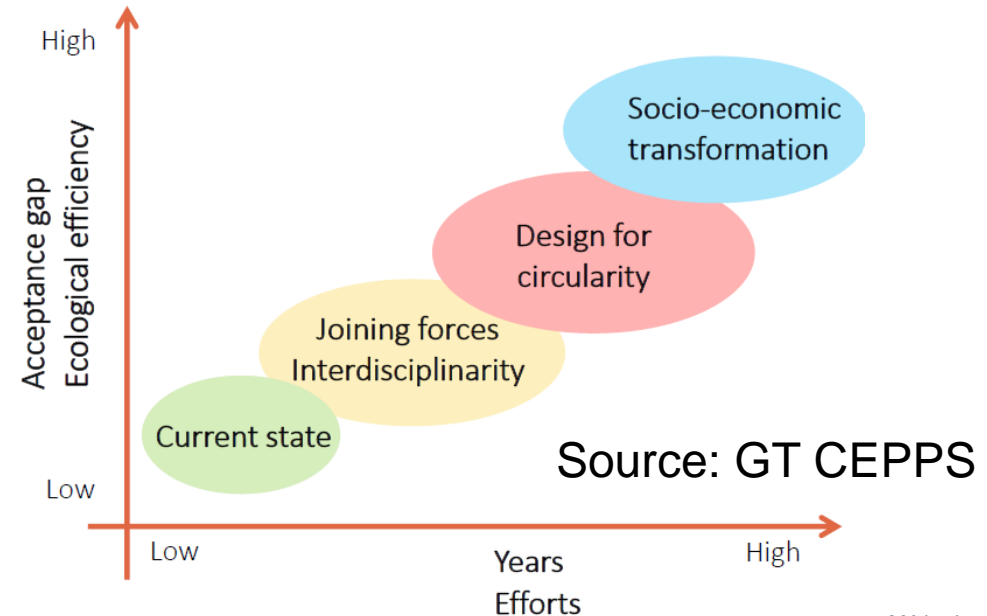 High
Acceptance gap
Ecological efficiency
Socio-economic
transformation
Design for
circularity
Joining forces
Interdisciplinarity
Current state
Source: GT CEPPS
Low
Low
Years
Efforts
High